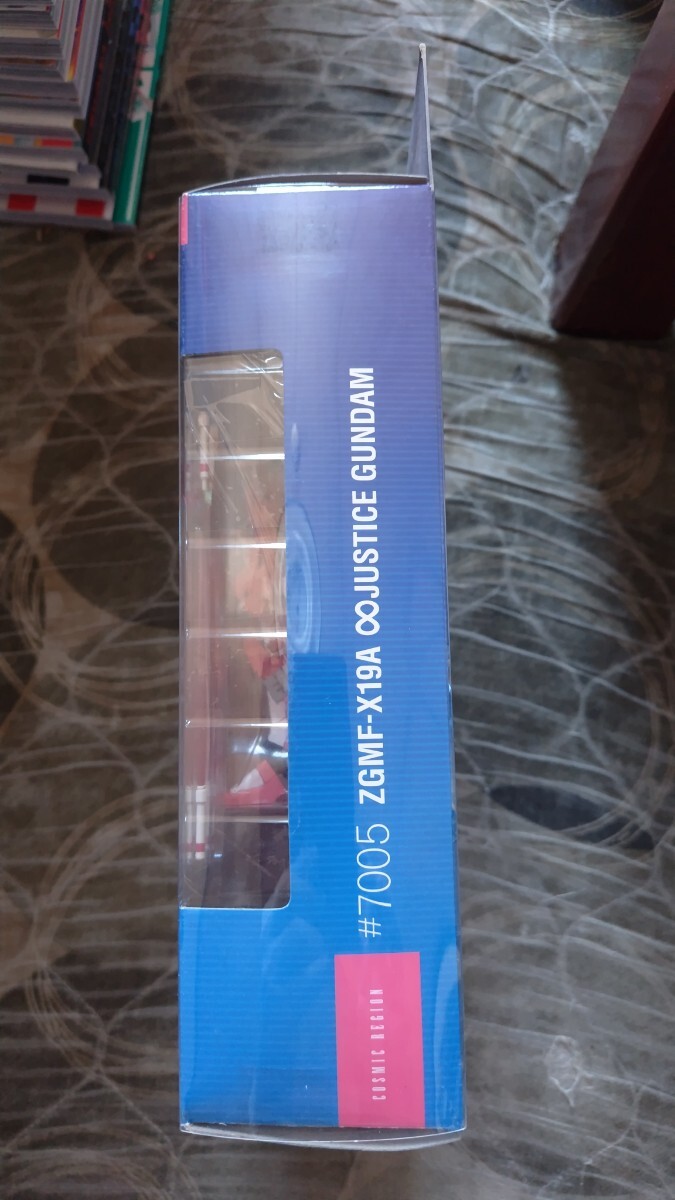 #7005 ZGMF-X19A ∞JUSTICE GUNDAM
COSMIC REGION